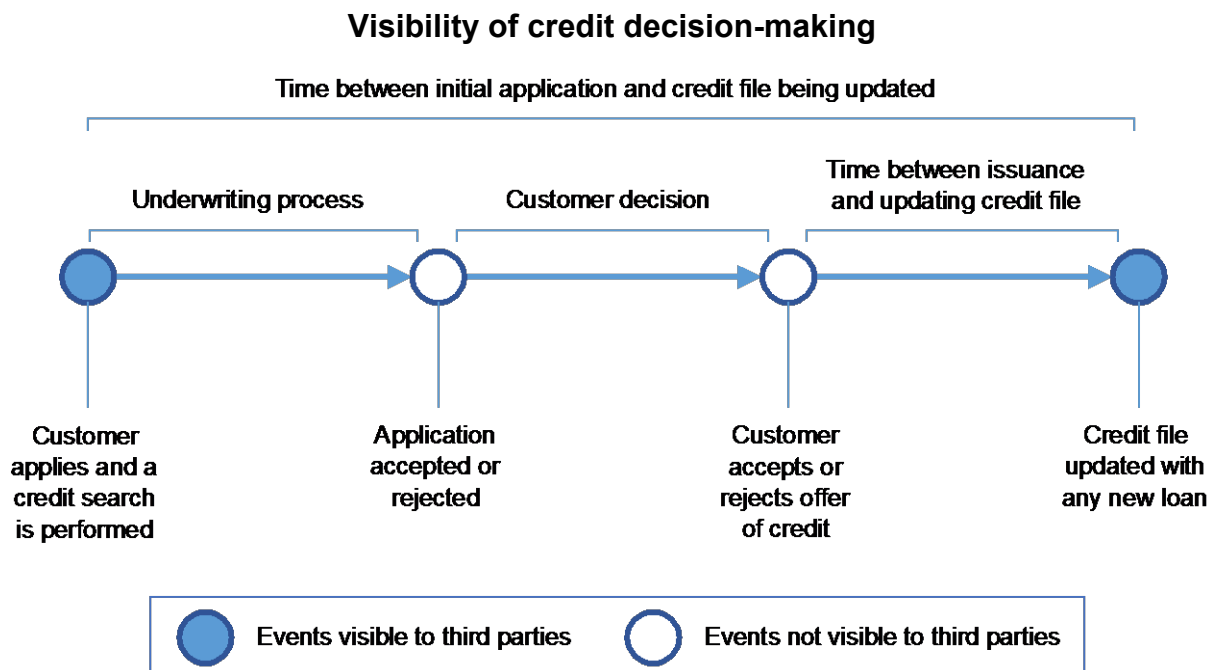 Visibility of credit decision-making
Time between initial application and credit file being updated
Underwriting process
Customer decision
Time between issuance
and updating credit file
Customer
applies and a
credit search
is performed
Application
accepted or
rejected
Customer
accepts or
rejects offer
of credit
Credit file
updated with
any new loan
Events visible to third parties
Events not visible to third parties